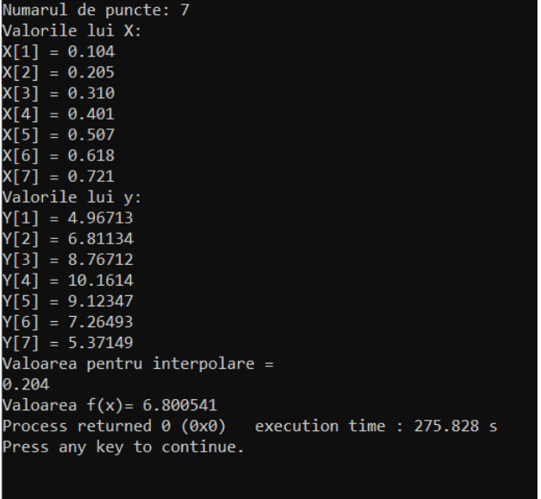 Numarul de puncte: 7
Valorile lui X:
X[1] = 0.104
X[2] = 0.205
X[3] = 0.310
X[4] = 0.401
X[5] = 0.507
X[6] = 0.618
X[7] = 0.721
Valorile lui y:
Y[1] = 4.96713
Y[2] = 6.81134
Y[3] = 8.76712
Y[4] = 10.1614
Y[5] = 9.12347
Y[6] = 7.26493
Y[7] = 5.37149
Valoarea pentru interpolare =
0.204
Valoarea f(x)= 6.800541
Process returned 0 (0x0)   execution time : 275.828 s
Press any key to continue.